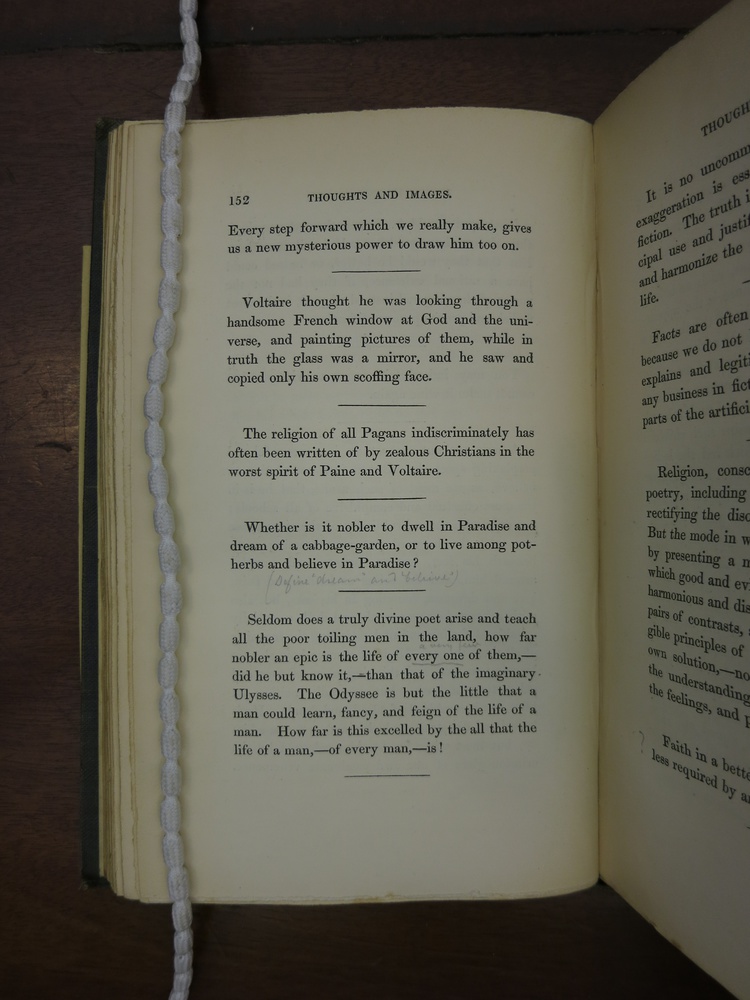 152 THOUGHTS AND IMAGES.
Every step forward which we really make, gives
us a new mysterious power to draw him too on.
Voltaire thought he was looking through a
handsome French window at God and the uni-
verse, and painting pictures of them, while in
truth the glass was a mirror, and he saw and
copied only his own scoffing face.
The religion of all Pagans indiscriminately has
often been written of by zealous Christians in the
worst spirit of Paine and Voltaire.
Whether is it nobler to dwell in Paradise and
dream of a cabbage-garden, or to live among pot-
herbs and believe in Paradise?
(Define 'dream' and 'believe')
Seldom does a truly divine poet arise and teach
all the poor toiling men in the land, how far
nobler an epic is the life of every one of them,—
did he but know it,—than that of the imaginary
Ulysses. The Odyssee is but the little that a
man could learn, fancy, and feign of the life of a
man. How far is this excelled by the all that the
life of a man,—of every man,—is!
THOUGH
It is no uncomm
exaggeration is ess
fiction. The truth i
cipal use and justif
and harmonize the
life.
Facts are often
because we do not
explains and legiti
any business in fict
parts of the artific
Religion, consc
poetry, including
rectifying the disc
But the mode in w
by presenting a m
which good and ev
harmonious and dis
pairs of contrasts,
gible principles of
own solution,—no
the understanding
the feelings, and
Faith in a bette
less required by a